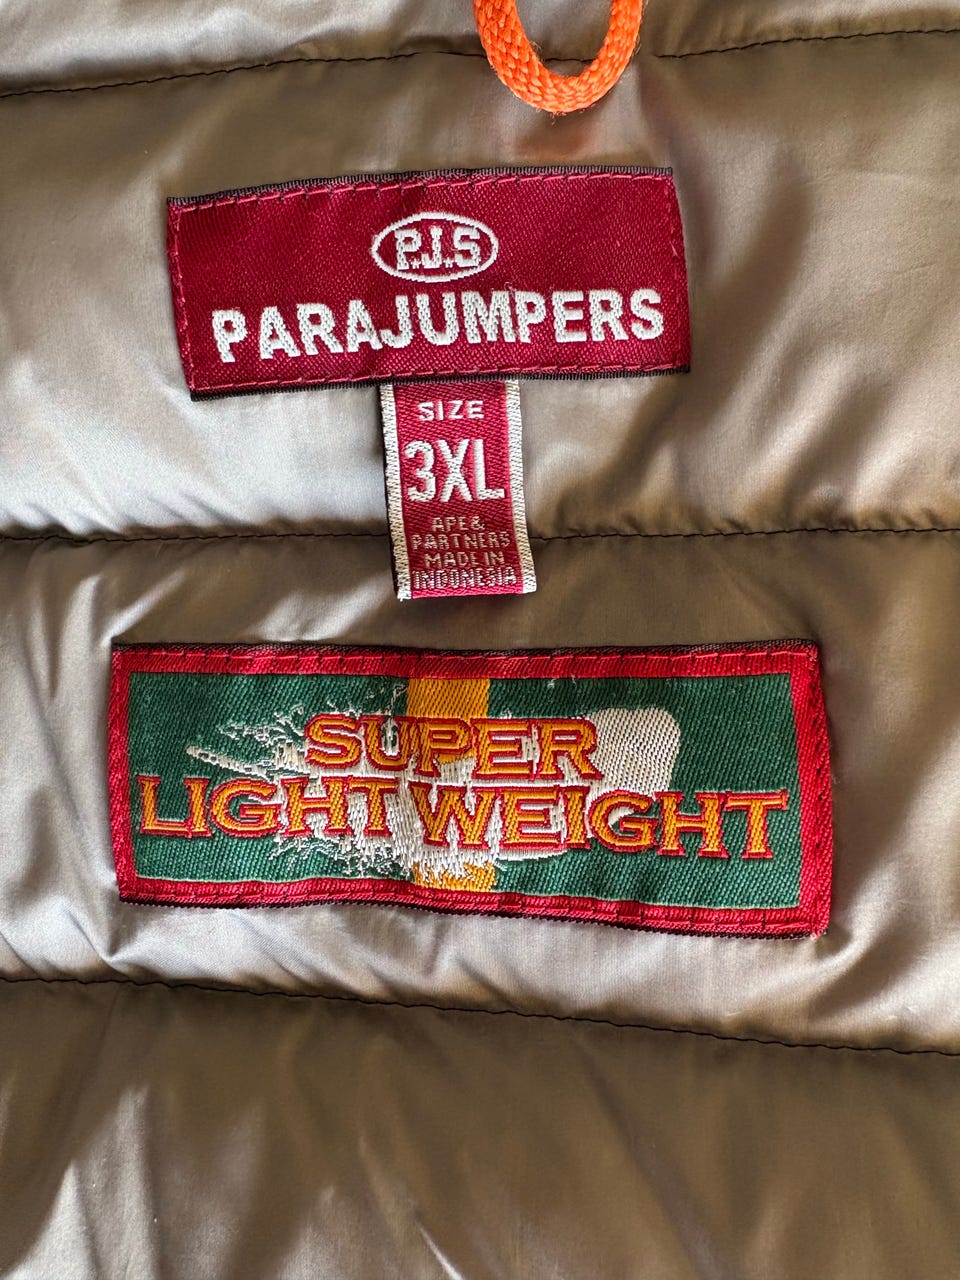 P.J.S
PARAJUMPERS
SIZE
3XL
APE&
PARTNERS
MADE IN
INDONESIA
SUPER
LIGHT WEIGHT